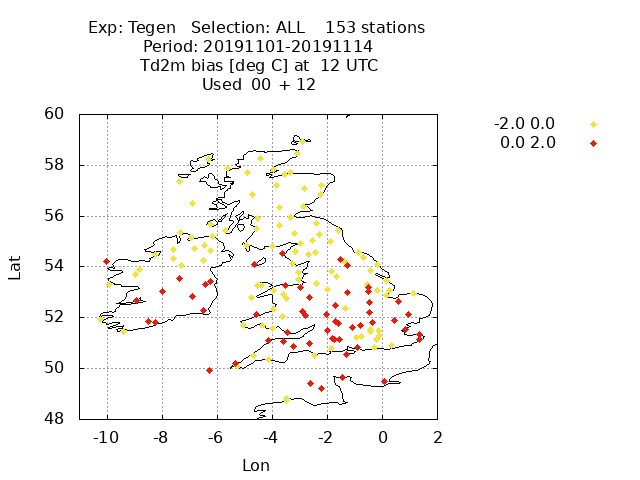 Exp: Tegen Selection: ALL 153 stations
Period: 20191101-20191114
Td2m bias [deg C] at 12 UTC
Used 00 + 12
-2.0 0.0
0.0 2.0
60
58
56
54
52
50
48
Lat
-10 -8 -6 -4 -2 0 2
Lon